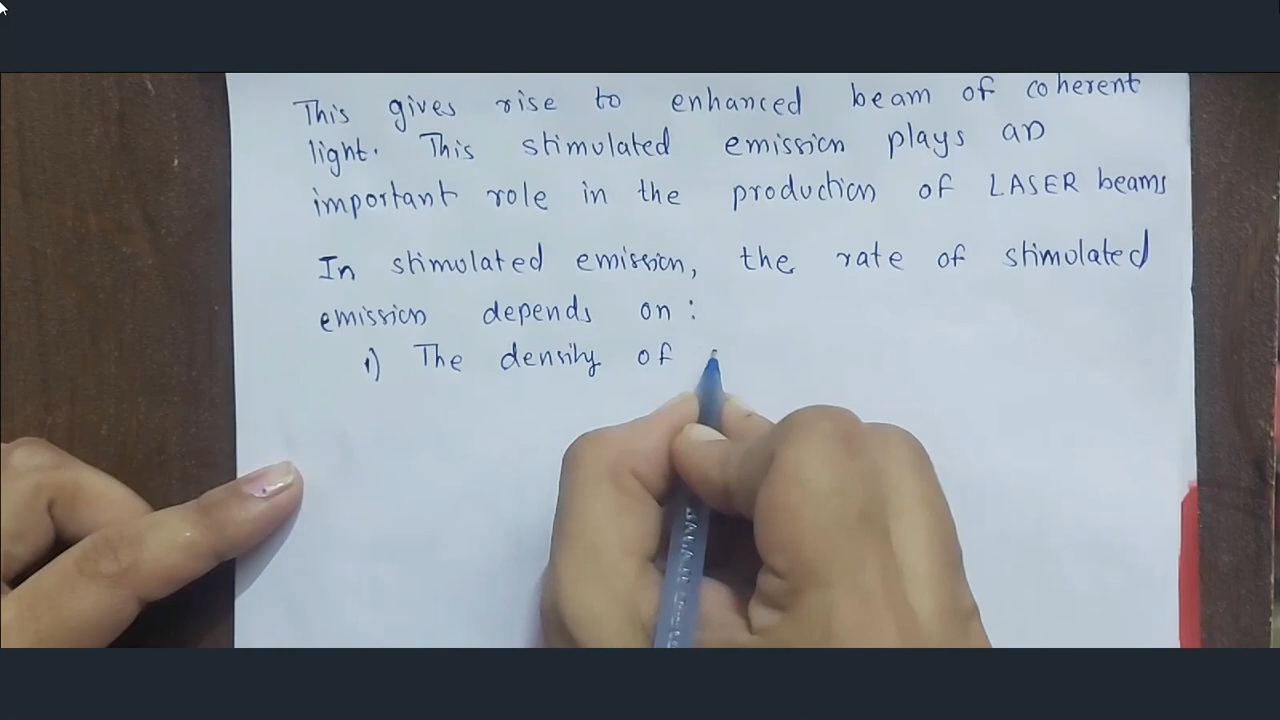 This gives rise to enhanced beam of coherent
light. This stimulated emission plays an
important role in the production of LASER beams
In stimulated emission, the rate of stimulated
emission depends on:
1) The density of